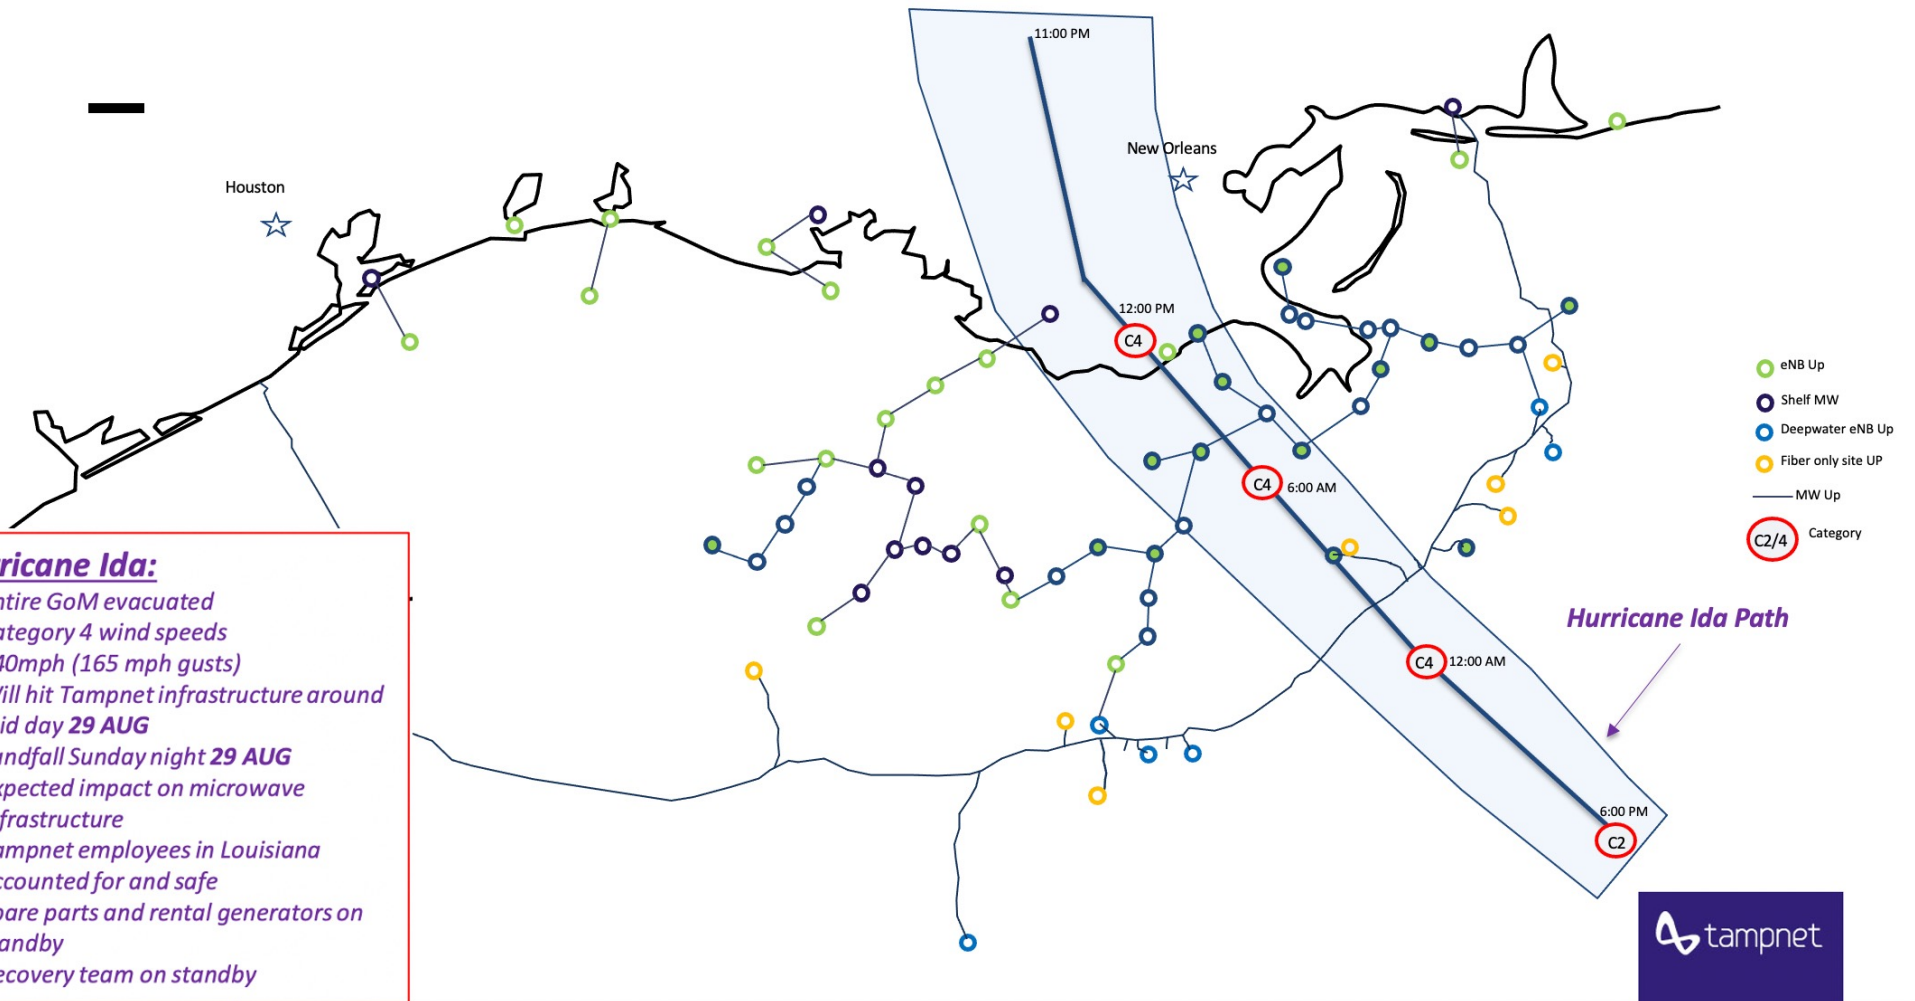 11:00 PM
New Orleans
Houston
12:00 PM
C4
eNB Up
Shelf MW
Deepwater eNB Up
Fiber only site UP
MW Up
C2/4 Category
C4 6:00 AM
ricane Ida:
ntire GoM evacuated
ategory 4 wind speeds
40mph (165 mph gusts)
ill hit Tampnet infrastructure around
id day 29 AUG
andfall Sunday night 29 AUG
xpected impact on microwave
frastructure
ampnet employees in Louisiana
ccounted for and safe
pare parts and rental generators on
andby
ecovery team on standby
Hurricane Ida Path
C4 12:00 AM
6:00 PM
C2
tampnet